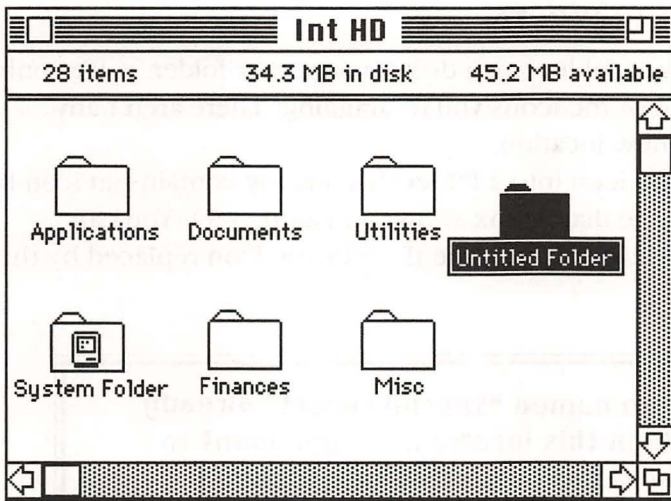 Int HD
28 items 34.3 MB in disk 45.2 MB available
Applications Documents Utilities
Untitled Folder
System Folder Finances Misc